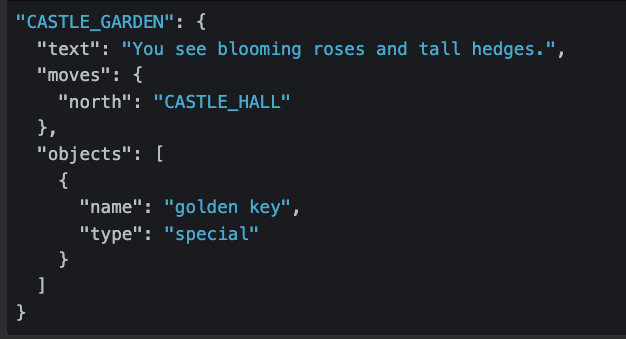 "CASTLE_GARDEN": {
  "text": "You see blooming roses and tall hedges.",
  "moves": {
    "north": "CASTLE_HALL"
  },
  "objects": [
    {
      "name": "golden key",
      "type": "special"
    }
  ]
}